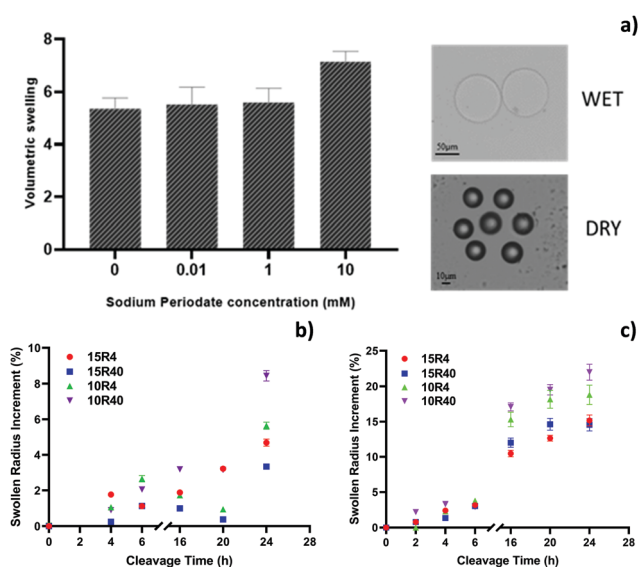 a)
Volumetric swelling
8
6
4
2
0
0 0.01 1 10
Sodium Periodate concentration (mM)
50µm
WET
10µm
DRY
b)
Swollen Radius Increment (%)
10
8
6
4
2
0
15R4
15R40
10R4
10R40
0 4 6 16 20 24 28
Cleavage Time (h)
c)
Swollen Radius Increment (%)
25
20
15
10
5
0
15R4
15R40
10R4
10R40
0 2 4 6 16 20 24 28
Cleavage Time (h)